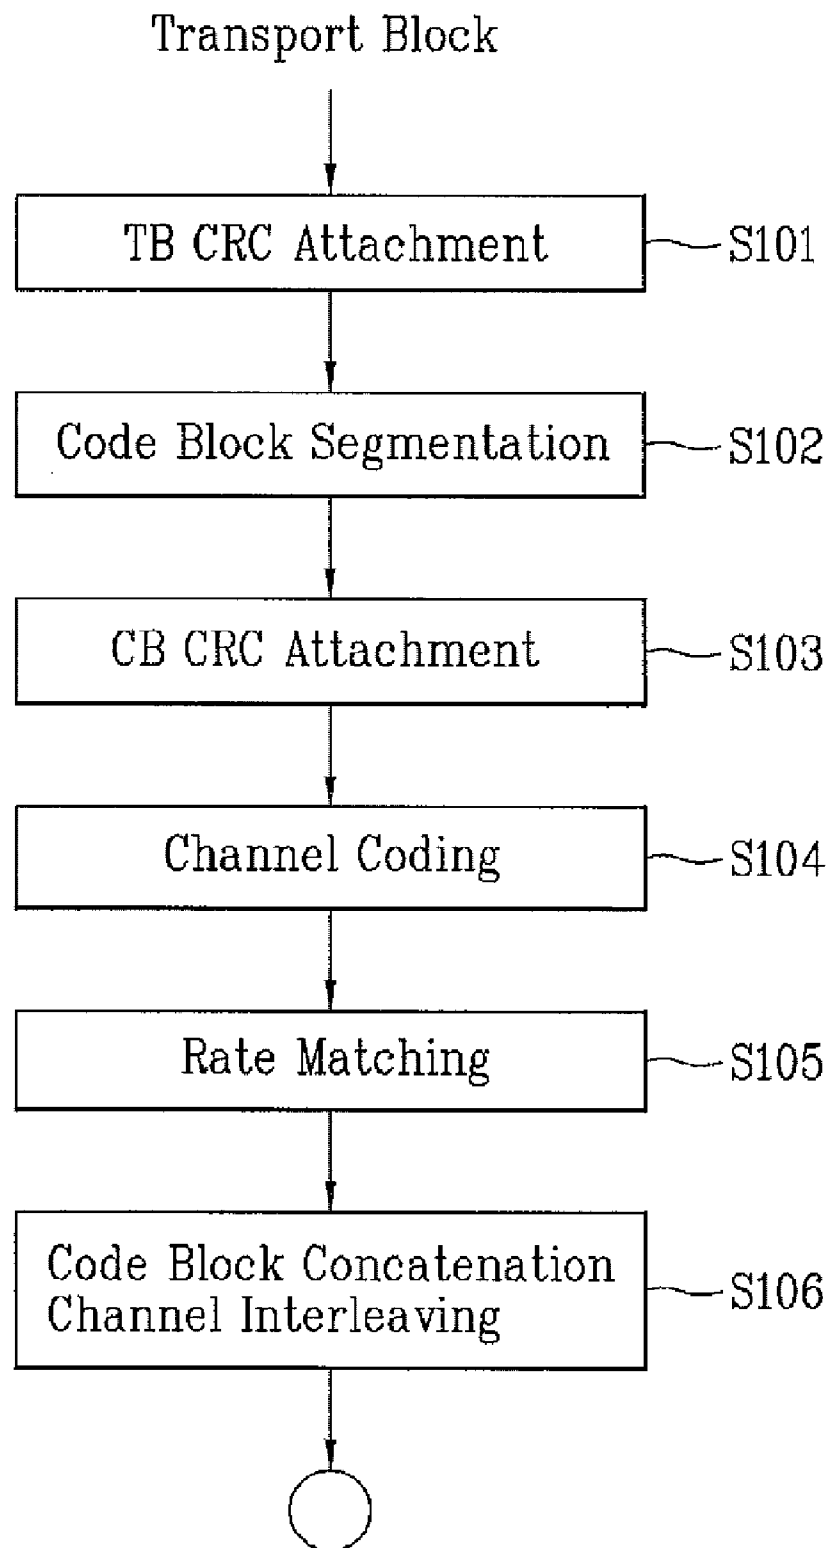 Transport Block
TB CRC Attachment
S101
Code Block Segmentation
S102
CB CRC Attachment
S103
Channel Coding
S104
Rate Matching
S105
Code Block Concatenation
Channel Interleaving
S106